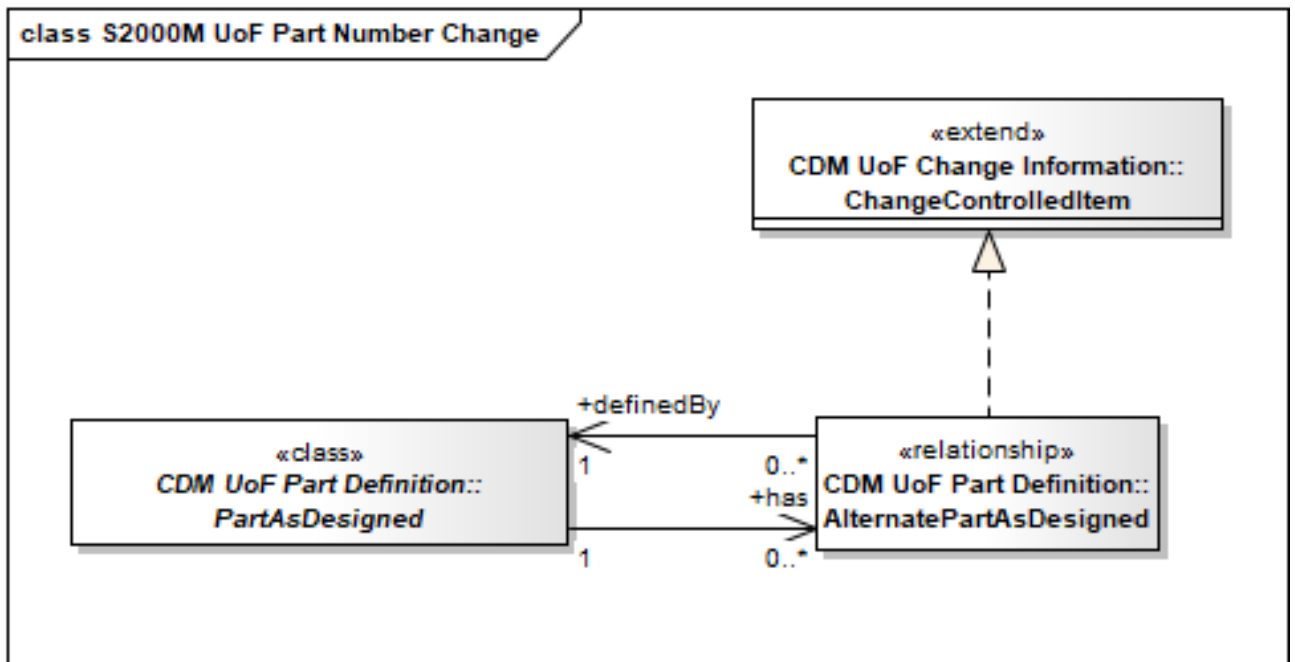 class S2000M UoF Part Number Change
«extend»
CDM UoF Change Information::
ChangeControlledItem
+definedBy
«class»
CDM UoF Part Definition::
PartAsDesigned
1
0..*
+has
1
0..*
«relationship»
CDM UoF Part Definition::
AlternatePartAsDesigned